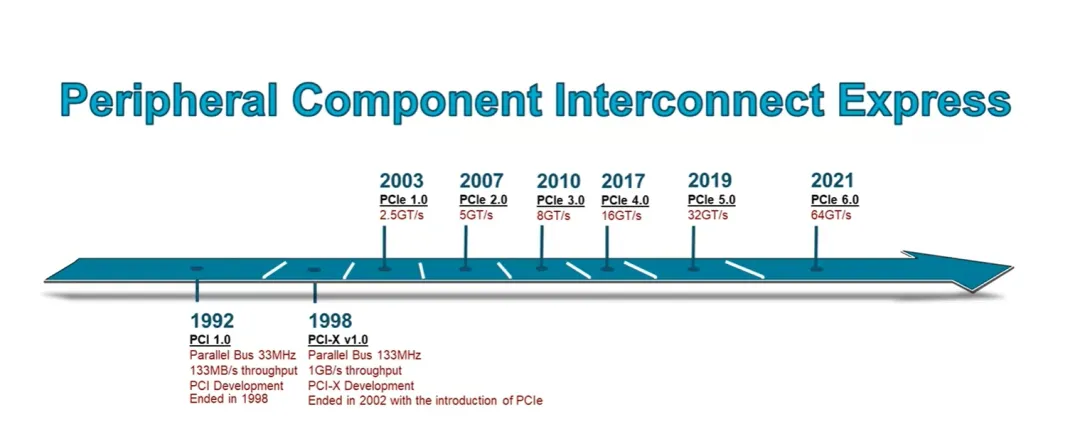 Peripheral Component Interconnect Express
2003
PCIe 1.0
2.5GT/s
2007
PCIe 2.0
5GT/s
2010
PCIe 3.0
8GT/s
2017
PCIe 4.0
16GT/s
2019
PCIe 5.0
32GT/s
2021
PCIe 6.0
64GT/s
1992
PCI 1.0
Parallel Bus 33MHz
133MB/s throughput
PCI Development
Ended in 1998
1998
PCI-X v1.0
Parallel Bus 133MHz
1GB/s throughput
PCI-X Development
Ended in 2002 with the introduction of PCIe